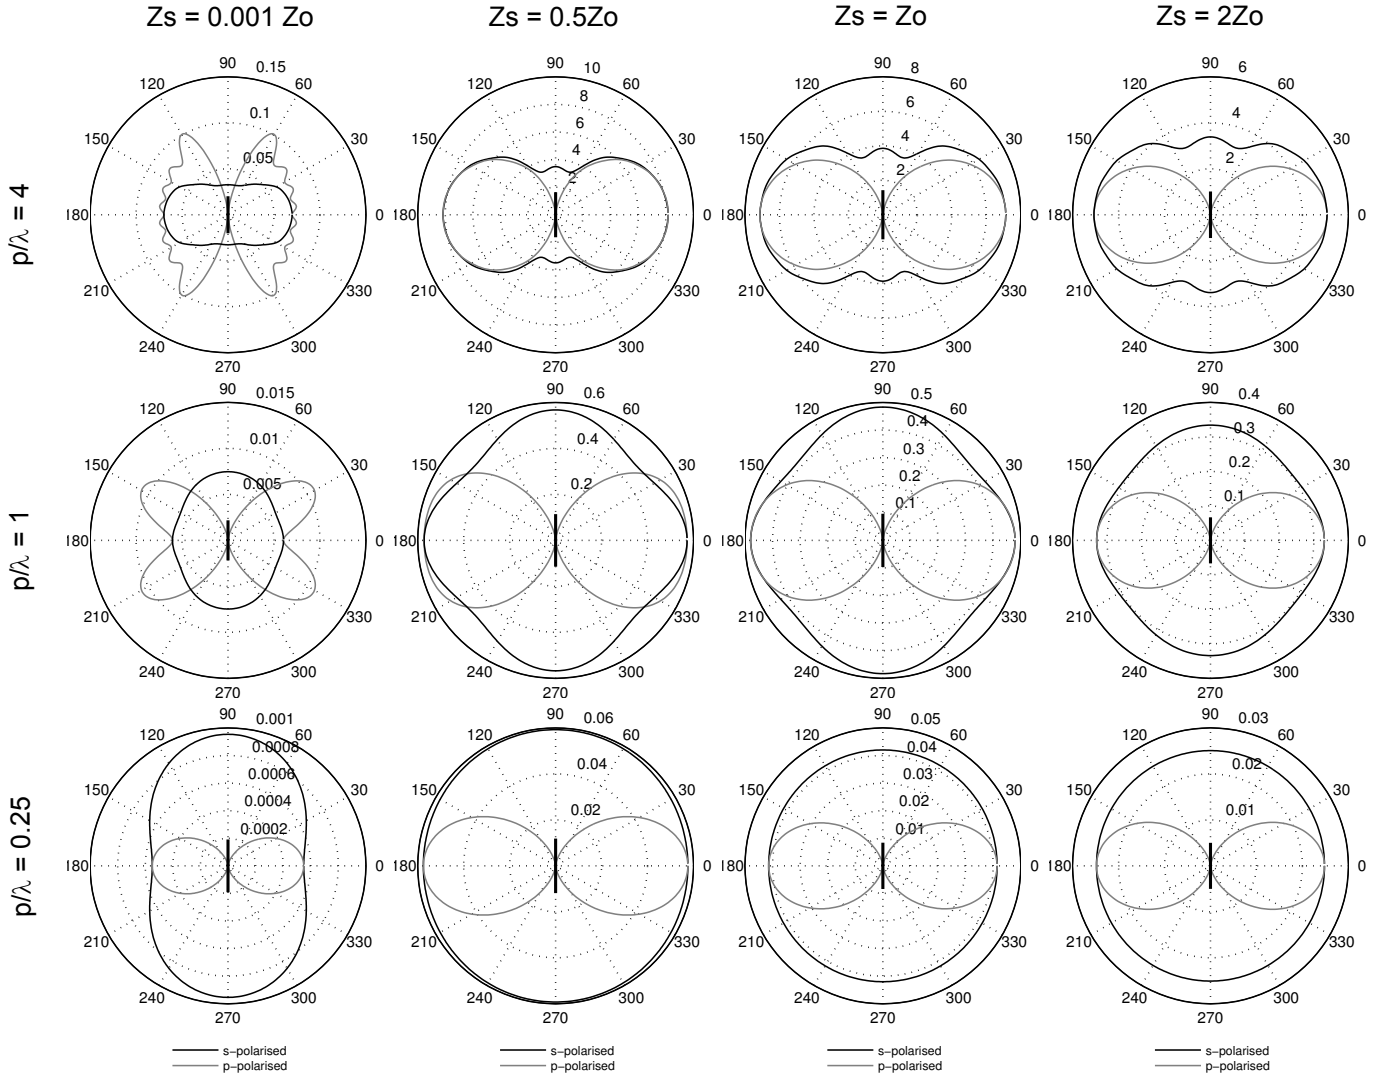 Zs = 0.001 Zo Zs = 0.5Zo Zs = Zo Zs = 2Zo
p/λ = 4
90 0.15 120 60 0.1 150 30 0.05 180 0 210 330 240 300 270
90 10 120 60 8 6 150 30 4 2 180 0 210 330 240 300 270
90 8 120 60 6 150 30 4 2 180 0 210 330 240 300 270
90 6 120 60 4 150 30 2 180 0 210 330 240 300 270
p/λ = 1
90 0.015 120 60 0.01 150 30 0.005 180 0 210 330 240 300 270
90 0.6 120 60 0.4 150 30 0.2 180 0 210 330 240 300 270
90 0.5 120 60 0.4 0.3 150 30 0.2 0.1 180 0 210 330 240 300 270
90 0.4 120 60 0.3 150 30 0.2 0.1 180 0 210 330 240 300 270
p/λ = 0.25
90 0.001 120 60 0.0008 0.0006 150 30 0.0004 0.0002 180 0 210 330 240 300 270
90 0.06 120 60 0.04 150 30 0.02 180 0 210 330 240 300 270
90 0.05 120 60 0.04 0.03 150 30 0.02 0.01 180 0 210 330 240 300 270
90 0.03 120 60 0.02 150 30 0.01 180 0 210 330 240 300 270
s−polarised s−polarised s−polarised s−polarised
p−polarised p−polarised p−polarised p−polarised